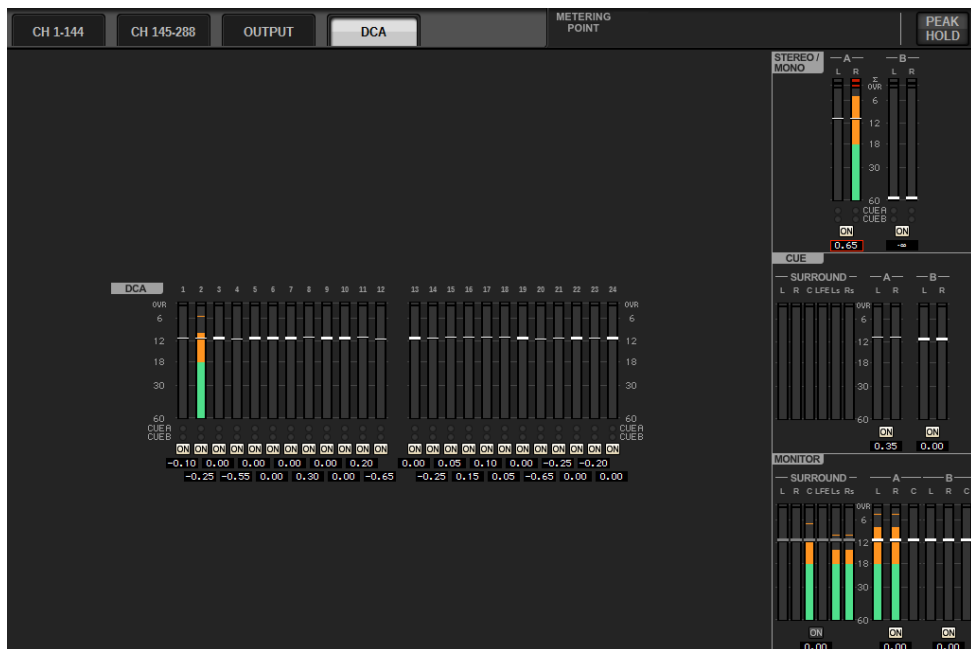 CH 1-144 CH 145-288 OUTPUT DCA METERING POINT PEAK HOLD
STEREO / MONO A B
L R L R
Σ
OVR
6
12
18
30
60
CUE A
CUE B
ON ON
0.65 -∞
DCA 1 2 3 4 5 6 7 8 9 10 11 12 13 14 15 16 17 18 19 20 21 22 23 24
OVR OVR
6 6
12 12
18 18
30 30
60 60
CUE A CUE A
CUE B CUE B
ON ON ON ON ON ON ON ON ON ON ON ON ON ON ON ON ON ON ON ON ON ON ON ON
-0.10 0.00 0.00 0.00 0.00 0.20 0.00 0.05 0.10 0.00 -0.25 -0.20
-0.25 -0.55 0.00 0.30 0.00 -0.65 -0.25 0.15 0.05 -0.65 0.00 0.00
CUE
SURROUND A B
L R C LFE Ls Rs L R L R
OVR
6
12
18
30
60
ON ON
0.35 0.00
MONITOR
SURROUND A B
L R C LFE Ls Rs L R C L R C
OVR
6
12
18
30
60
ON ON ON
0.00 0.00 0.00